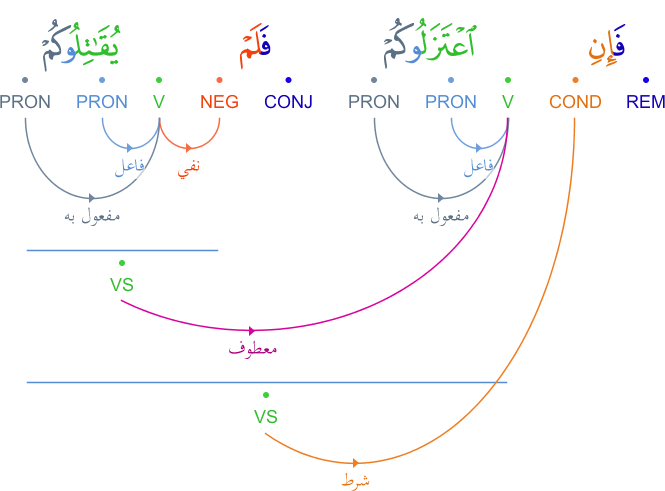 فَإِنِ ٱعْتَزَلُوكُمْ فَلَمْ يُقَٰتِلُوكُمْ
REM COND V PRON PRON CONJ NEG V PRON PRON
فاعل نفي فاعل
مفعول به مفعول به
VS
معطوف
VS
شرط